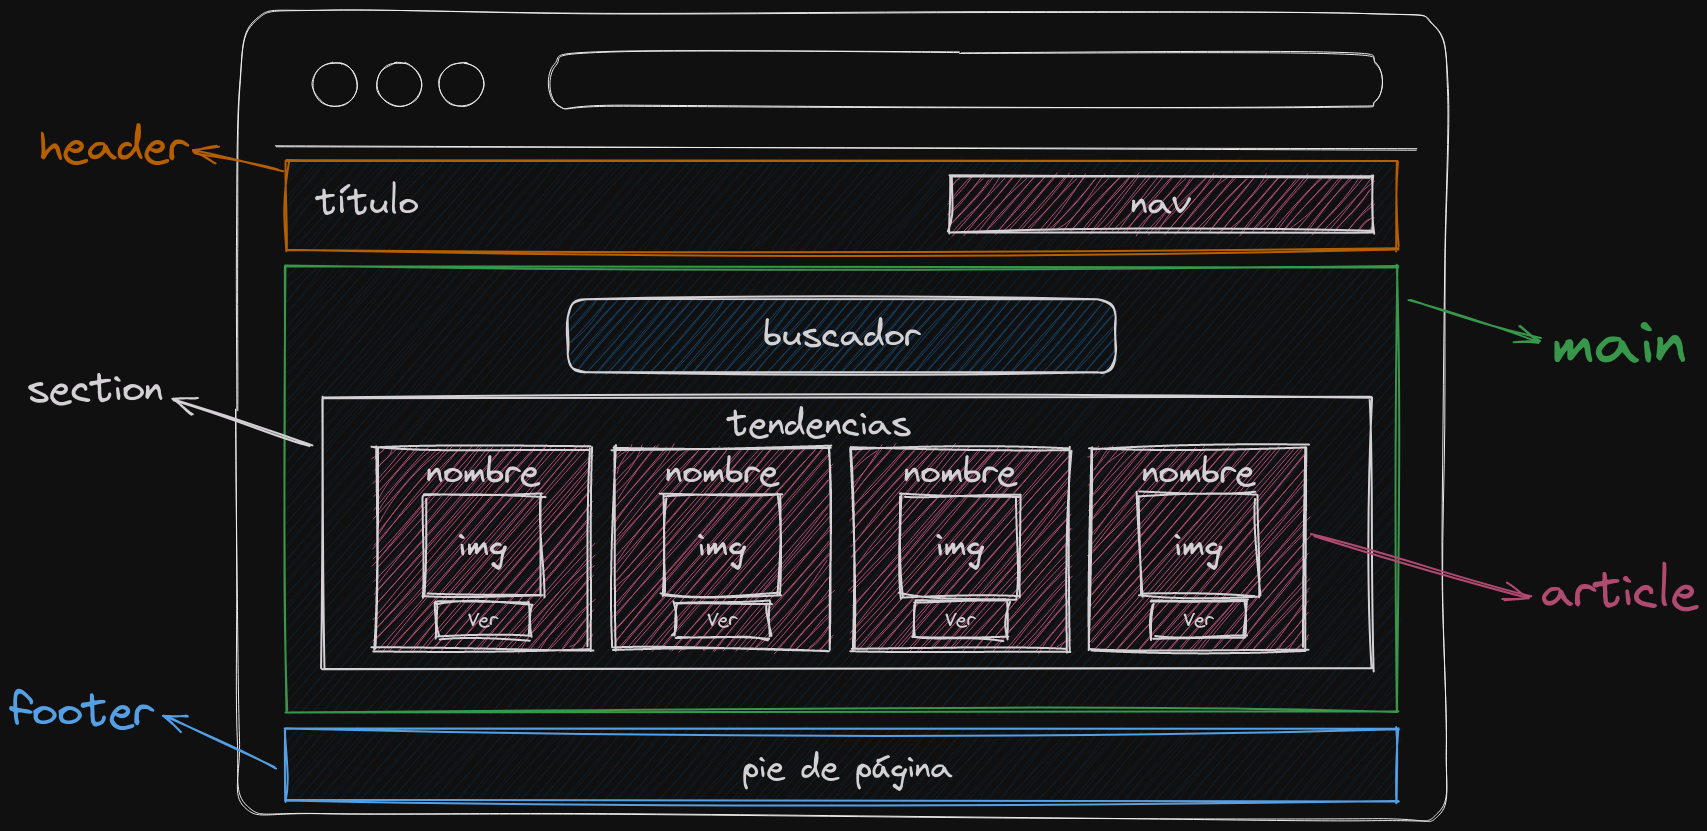 header
título
nav
buscador
main
section
tendencias
nombre
nombre
nombre
nombre
img
img
img
img
article
Ver
Ver
Ver
Ver
footer
pie de página